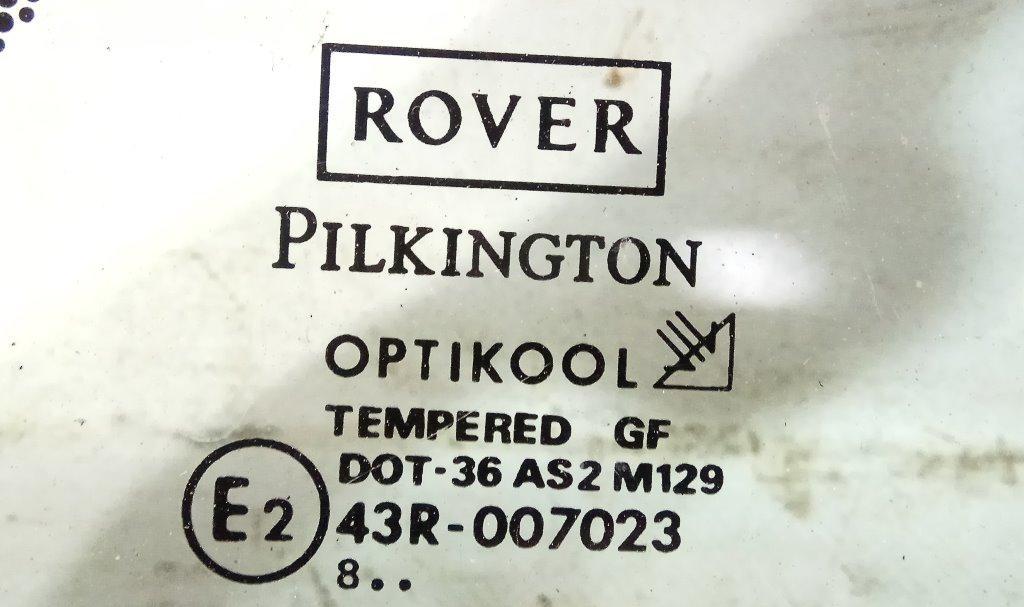 ROVER
PILKINGTON
OPTIKOOL
TEMPERED GF
DOT-36 AS2 M129
E2 43R-007023
8..